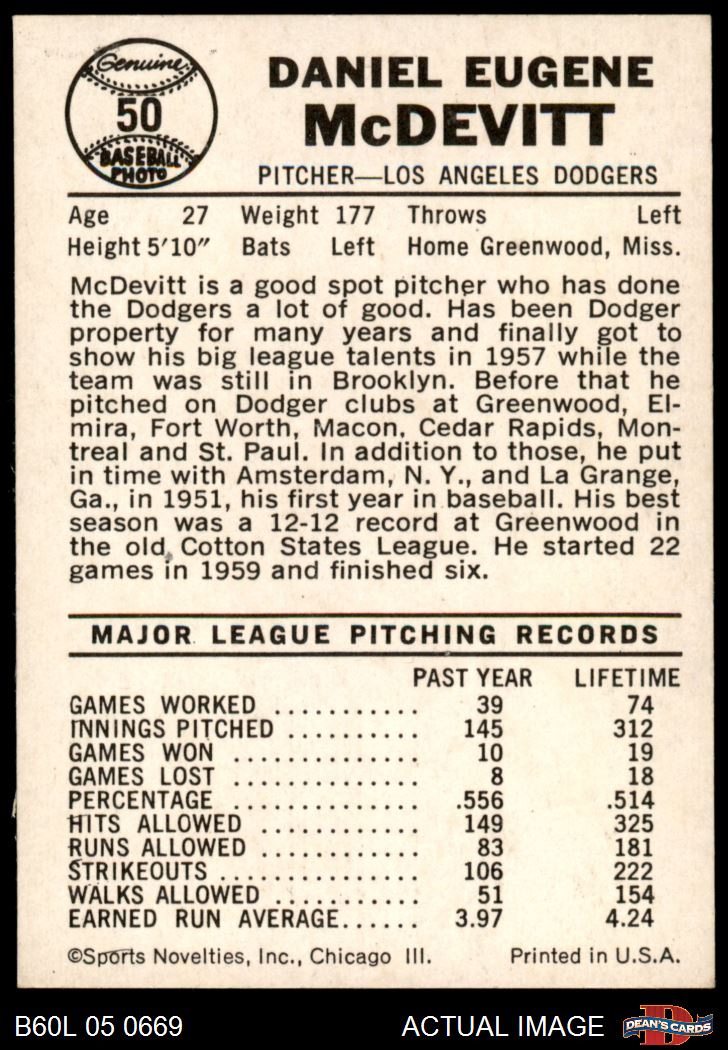 Genuine
50
BASEBALL
PHOTO
DANIEL EUGENE
McDEVITT
PITCHER—LOS ANGELES DODGERS
Age 27 Weight 177 Throws Left
Height 5'10" Bats Left Home Greenwood, Miss.
McDevitt is a good spot pitcher who has done
the Dodgers a lot of good. Has been Dodger
property for many years and finally got to
show his big league talents in 1957 while the
team was still in Brooklyn. Before that he
pitched on Dodger clubs at Greenwood, El-
mira, Fort Worth, Macon, Cedar Rapids, Mon-
treal and St. Paul. In addition to those, he put
in time with Amsterdam, N. Y., and La Grange,
Ga., in 1951, his first year in baseball. His best
season was a 12-12 record at Greenwood in
the old Cotton States League. He started 22
games in 1959 and finished six.
MAJOR LEAGUE PITCHING RECORDS
PAST YEAR LIFETIME
GAMES WORKED ........... 39 74
INNINGS PITCHED .......... 145 312
GAMES WON .............. 10 19
GAMES LOST .............. 8 18
PERCENTAGE .............. .556 .514
HITS ALLOWED ............ 149 325
RUNS ALLOWED ............ 83 181
STRIKEOUTS ............... 106 222
WALKS ALLOWED ........... 51 154
EARNED RUN AVERAGE...... 3.97 4.24
©Sports Novelties, Inc., Chicago Ill. Printed in U.S.A.
B60L 05 0669 ACTUAL IMAGE D DEAN'S CARDS